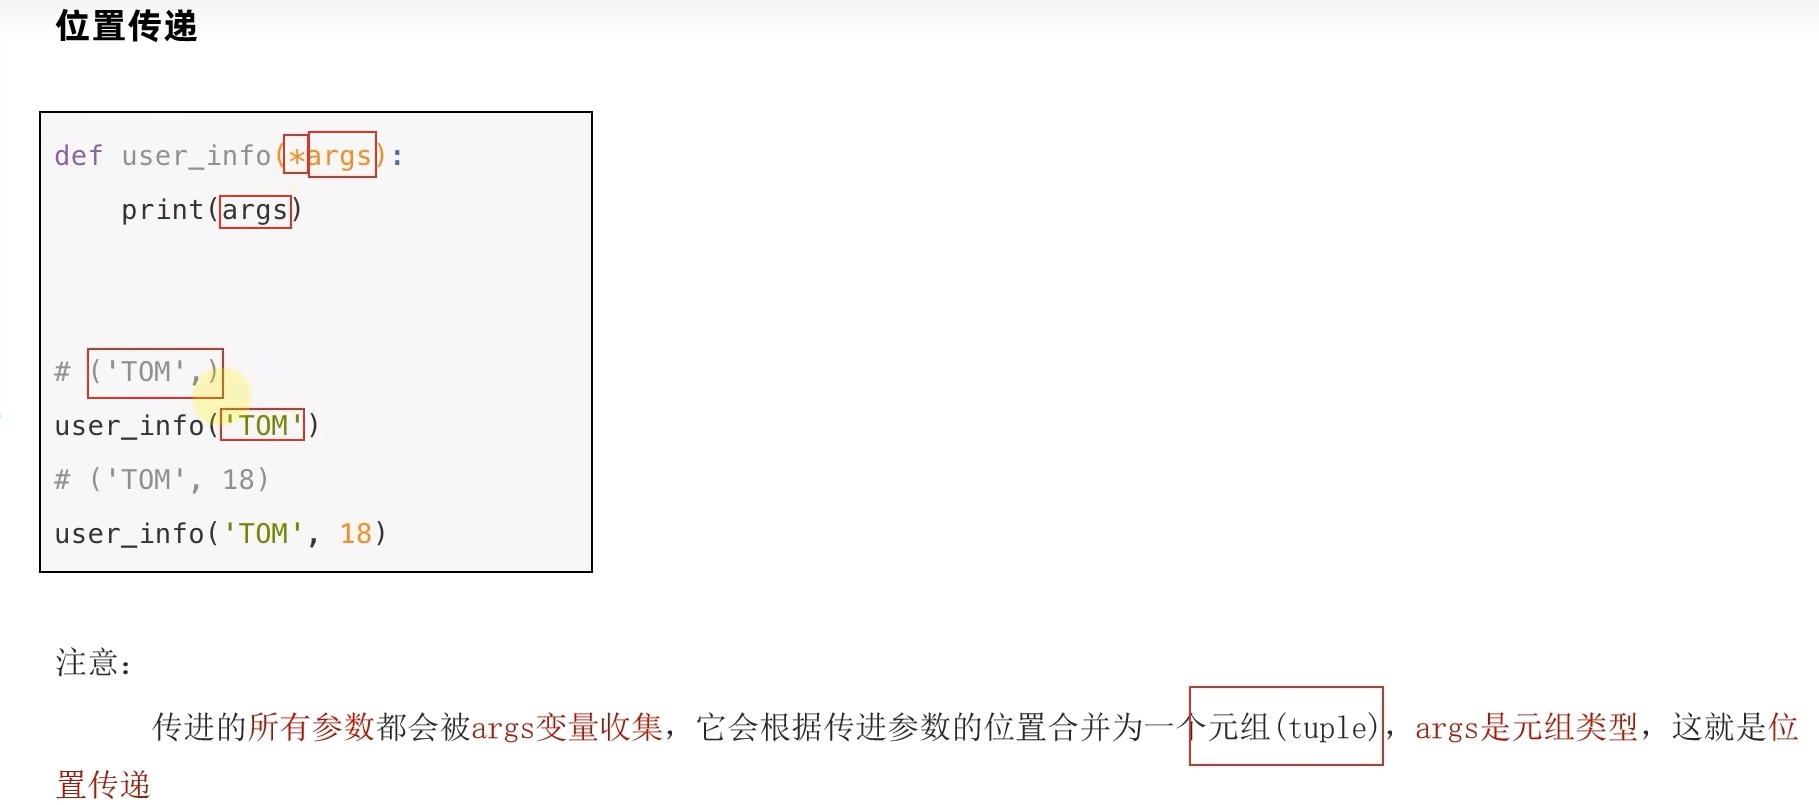 位置传递
def user_info(*args):
    print(args)
# ('TOM',)
user_info('TOM')
# ('TOM', 18)
user_info('TOM', 18)
注意:
传进的所有参数都会被args变量收集，它会根据传进参数的位置合并为一个元组(tuple)，args是元组类型，这就是位
置传递